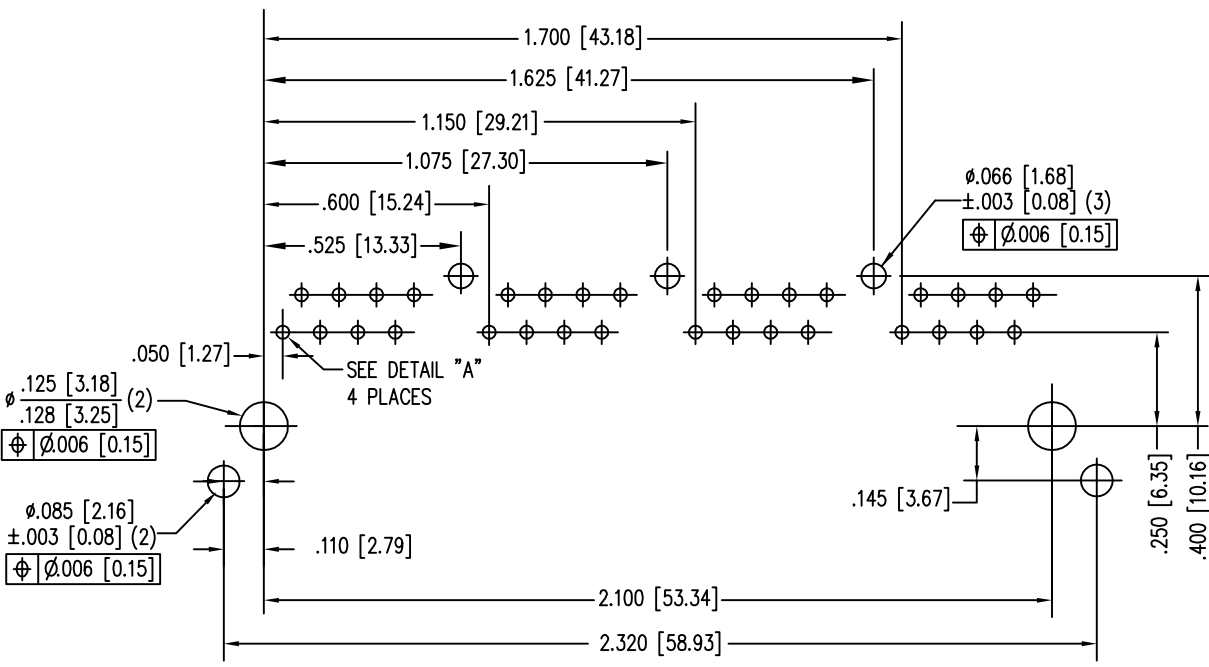 1.700 [43.18]
1.625 [41.27]
1.150 [29.21]
1.075 [27.30]
.600 [15.24]
.525 [13.33]
ø.066 [1.68]
±.003 [0.08] (3)
⌖ Ø.006 [0.15]
.050 [1.27]
SEE DETAIL "A"
4 PLACES
ø .125 [3.18]
.128 [3.25] (2)
⌖ Ø.006 [0.15]
ø.085 [2.16]
±.003 [0.08] (2)
⌖ Ø.006 [0.15]
.110 [2.79]
.145 [3.67]
.250 [6.35]
.400 [10.16]
2.100 [53.34]
2.320 [58.93]